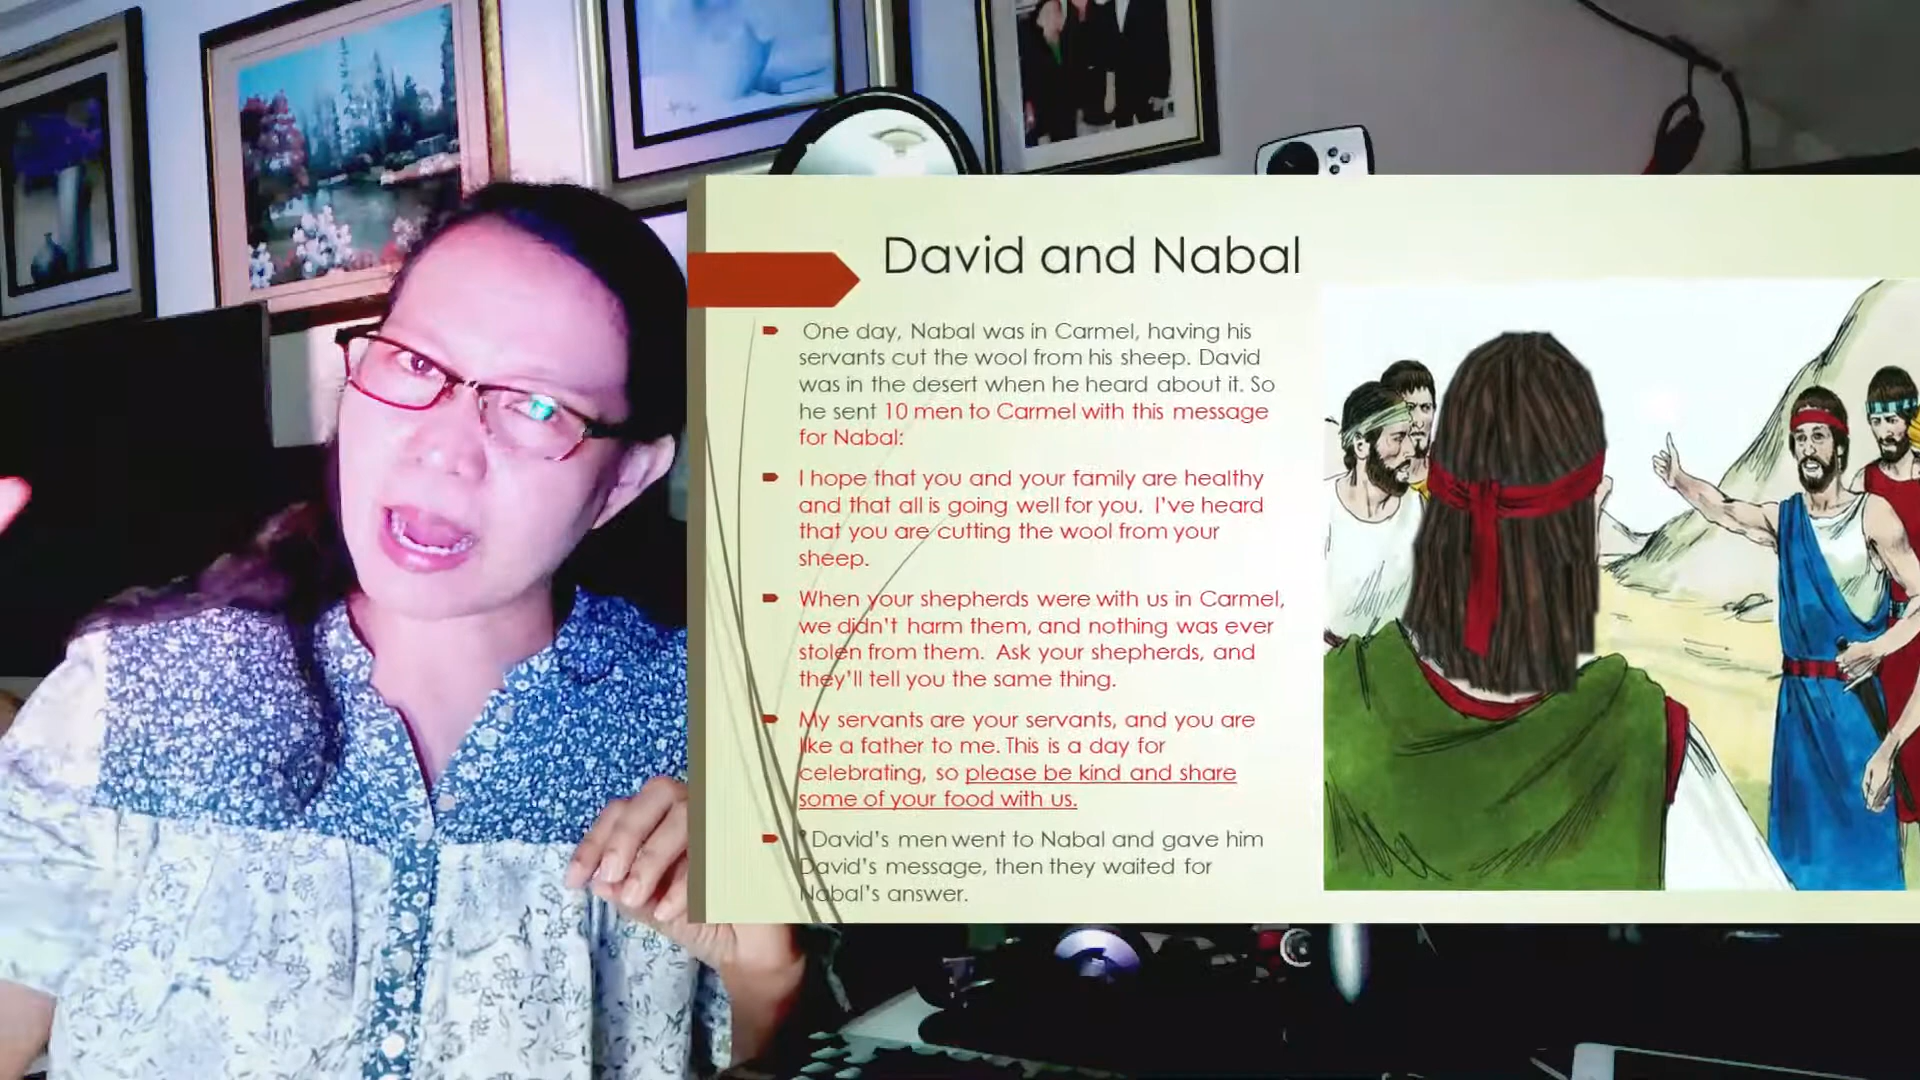 David and Nabal
One day, Nabal was in Carmel, having his
servants cut the wool from his sheep. David
was in the desert when he heard about it. So
he sent 10 men to Carmel with this message
for Nabal:
I hope that you and your family are healthy
and that all is going well for you. I've heard
that you are cutting the wool from your
sheep.
When your shepherds were with us in Carmel,
we didn't harm them, and nothing was ever
stolen from them. Ask your shepherds, and
they'll tell you the same thing.
My servants are your servants, and you are
like a father to me. This is a day for
celebrating, so please be kind and share
some of your food with us.
⁹ David's men went to Nabal and gave him
David's message, then they waited for
Nabal's answer.